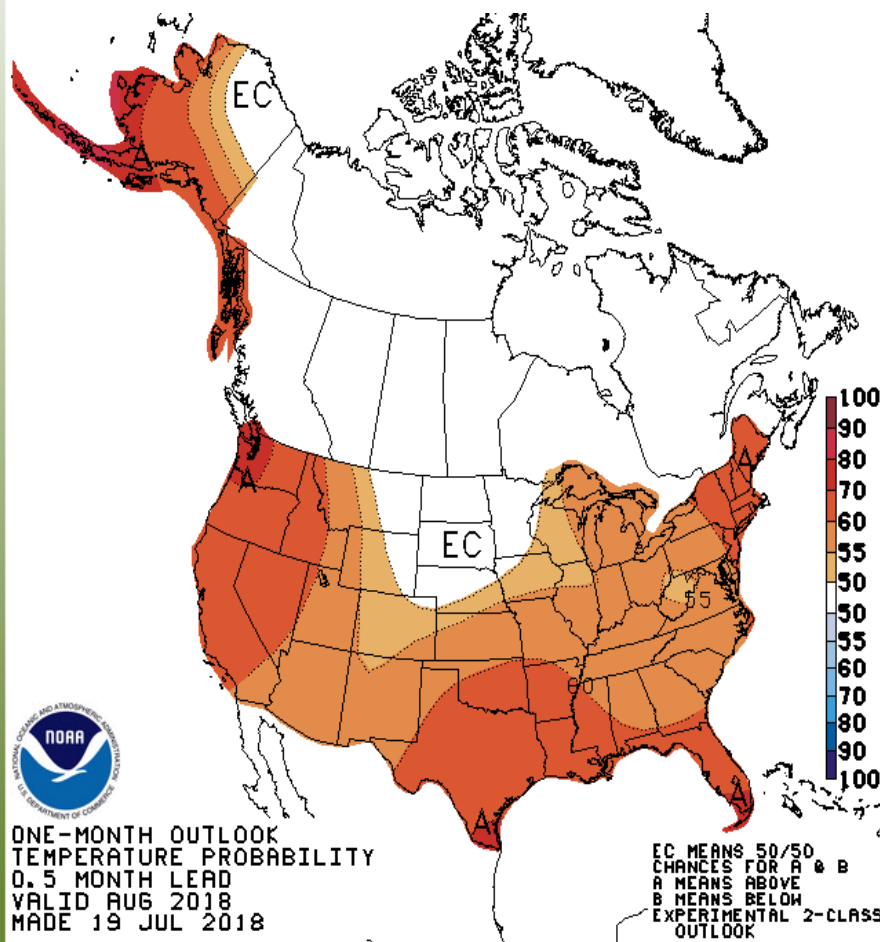 EC
A
A
EC
A
55
60
A
A
100
90
80
70
60
55
50
50
55
60
70
80
90
100
NATIONAL OCEANIC AND ATMOSPHERIC ADMINISTRATION
NOAA
U.S. DEPARTMENT OF COMMERCE
ONE-MONTH OUTLOOK
TEMPERATURE PROBABILITY
0.5 MONTH LEAD
VALID AUG 2018
MADE 19 JUL 2018
EC MEANS 50/50
CHANCES FOR A & B
A MEANS ABOVE
B MEANS BELOW
EXPERIMENTAL 2-CLASS
OUTLOOK